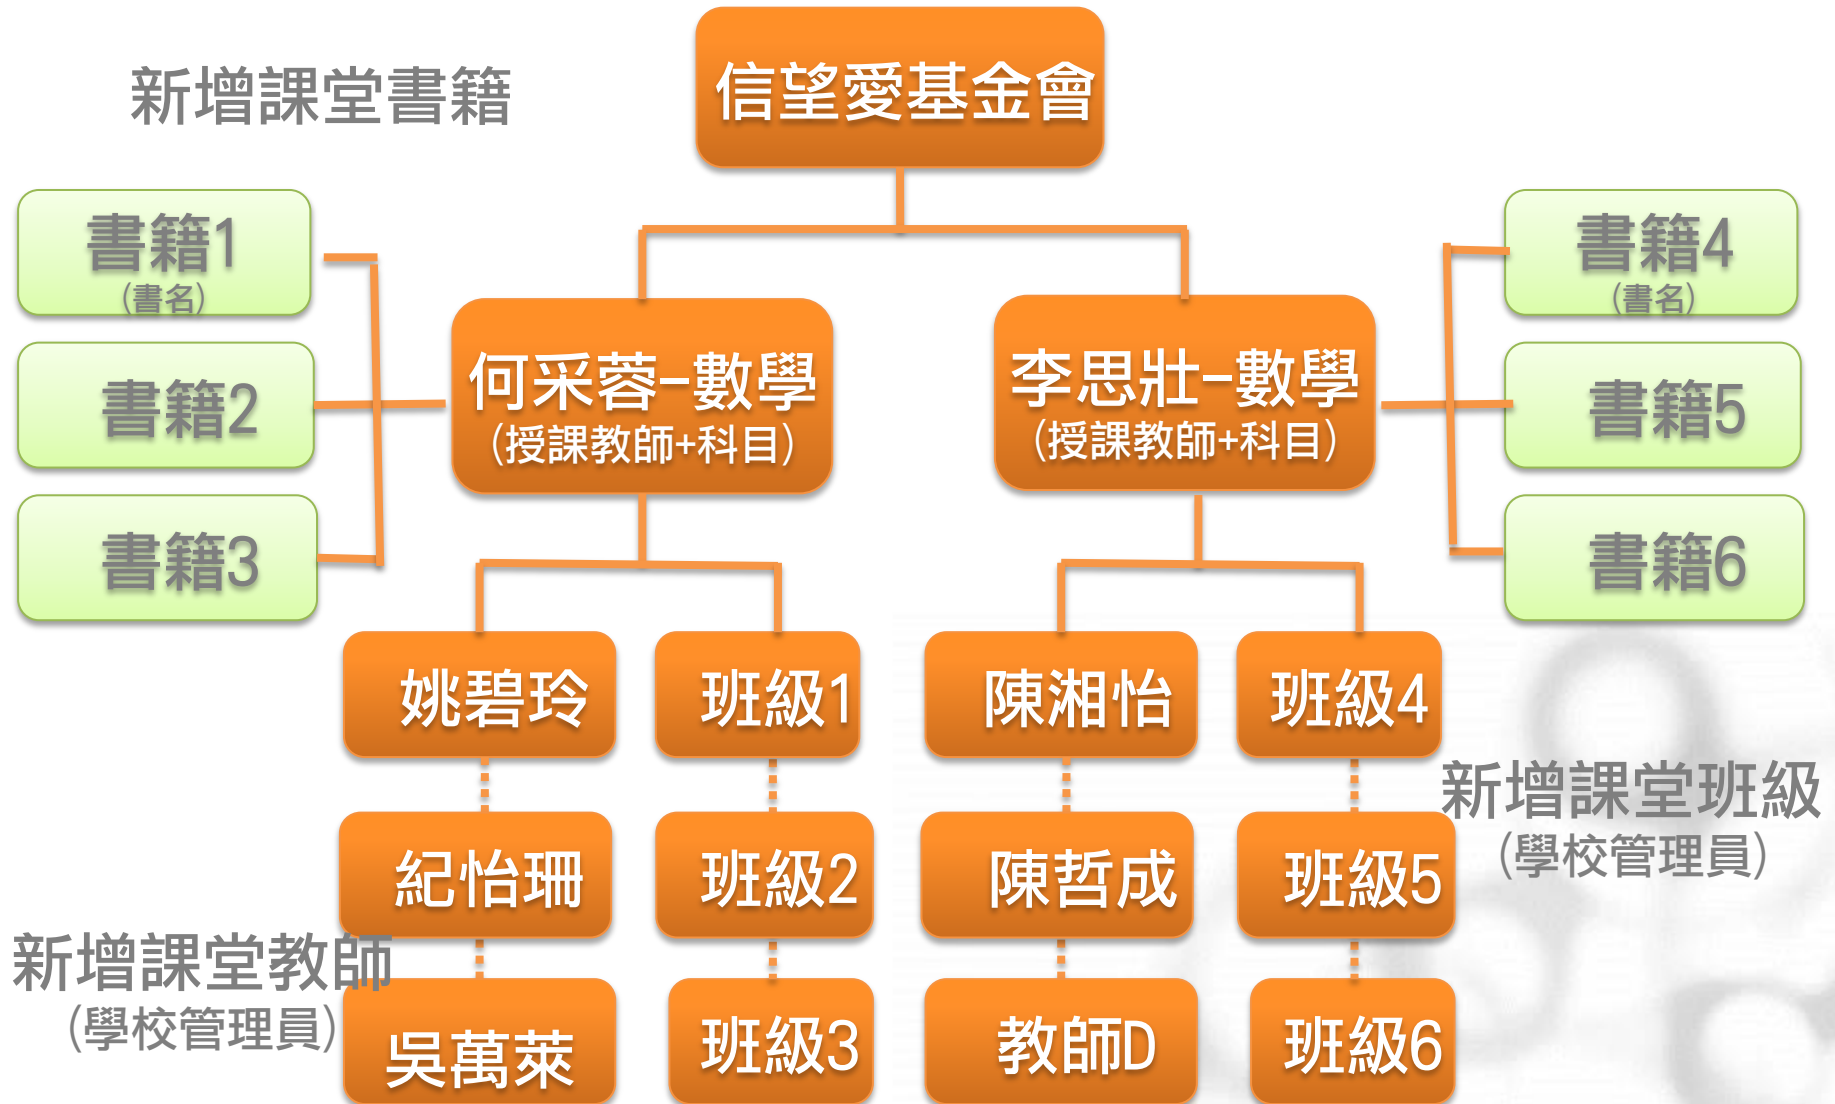 信望愛基金會
新增課堂書籍
書籍1
(書名)
書籍2
書籍3
書籍4
(書名)
書籍5
書籍6
何采蓉-數學
(授課教師+科目)
李思壯-數學
(授課教師+科目)
姚碧玲
班級1
陳湘怡
班級4
紀怡珊
班級2
陳哲成
班級5
新增課堂班級
(學校管理員)
新增課堂教師
(學校管理員)
吳萬萊
班級3
教師D
班級6